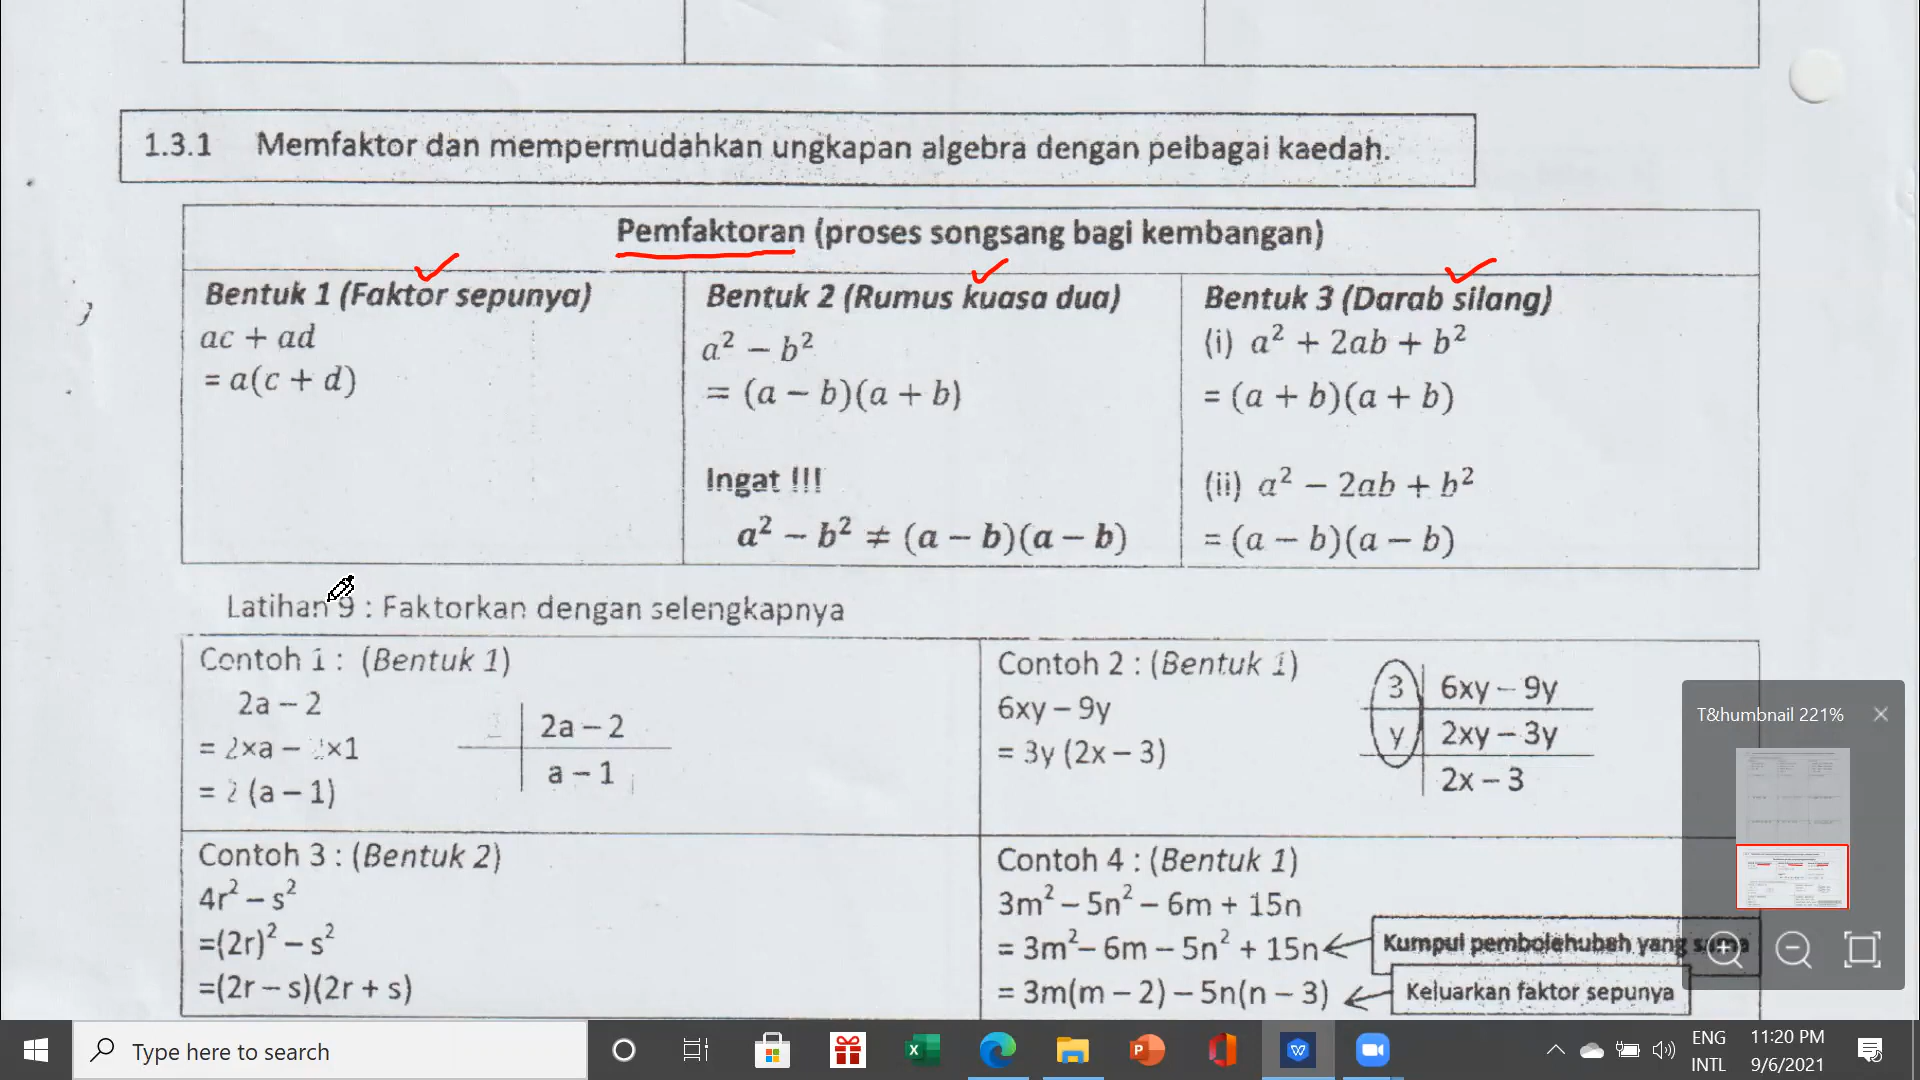 1.3.1 Memfaktor dan mempermudahkan ungkapan algebra dengan pelbagai kaedah.
Pemfaktoran (proses songsang bagi kembangan)
Bentuk 1 (Faktor sepunya)
ac + ad
= a(c + d)
Bentuk 2 (Rumus kuasa dua)
a² − b²
= (a − b)(a + b)
Ingat !!!
a² − b² ≠ (a − b)(a − b)
Bentuk 3 (Darab silang)
(i) a² + 2ab + b²
= (a + b)(a + b)
(ii) a² − 2ab + b²
= (a − b)(a − b)
Latihan 9 : Faktorkan dengan selengkapnya
Contoh 1 : (Bentuk 1)
2a − 2
= 2×a − 2×1
= 2 (a − 1)
2 2a − 2
a − 1
Contoh 2 : (Bentuk 1)
6xy − 9y
= 3y (2x − 3)
3 6xy − 9y
y 2xy − 3y
2x − 3
Contoh 3 : (Bentuk 2)
4r² − s²
=(2r)² − s²
=(2r − s)(2r + s)
Contoh 4 : (Bentuk 1)
3m² − 5n² − 6m + 15n
= 3m² − 6m − 5n² + 15n
Kumpul pembolehubah yang sama
= 3m(m − 2) − 5n(n − 3)
Keluarkan faktor sepunya
T&humbnail 221%
Type here to search
ENG
INTL
11:20 PM
9/6/2021